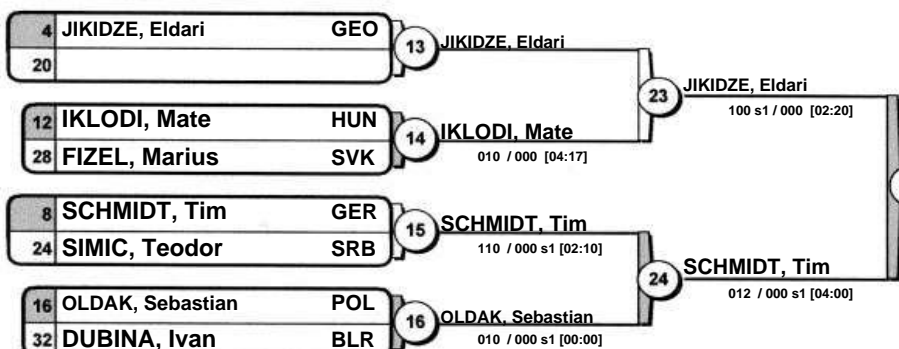 4 JIKIDZE, Eldari GEO
20
13 JIKIDZE, Eldari
12 IKLODI, Mate HUN
28 FIZEL, Marius SVK
14 IKLODI, Mate
010 / 000 [04:17]
23 JIKIDZE, Eldari
100 s1 / 000 [02:20]
8 SCHMIDT, Tim GER
24 SIMIC, Teodor SRB
15 SCHMIDT, Tim
110 / 000 s1 [02:10]
16 OLDAK, Sebastian POL
32 DUBINA, Ivan BLR
16 OLDAK, Sebastian
010 / 000 s1 [00:00]
24 SCHMIDT, Tim
012 / 000 s1 [04:00]